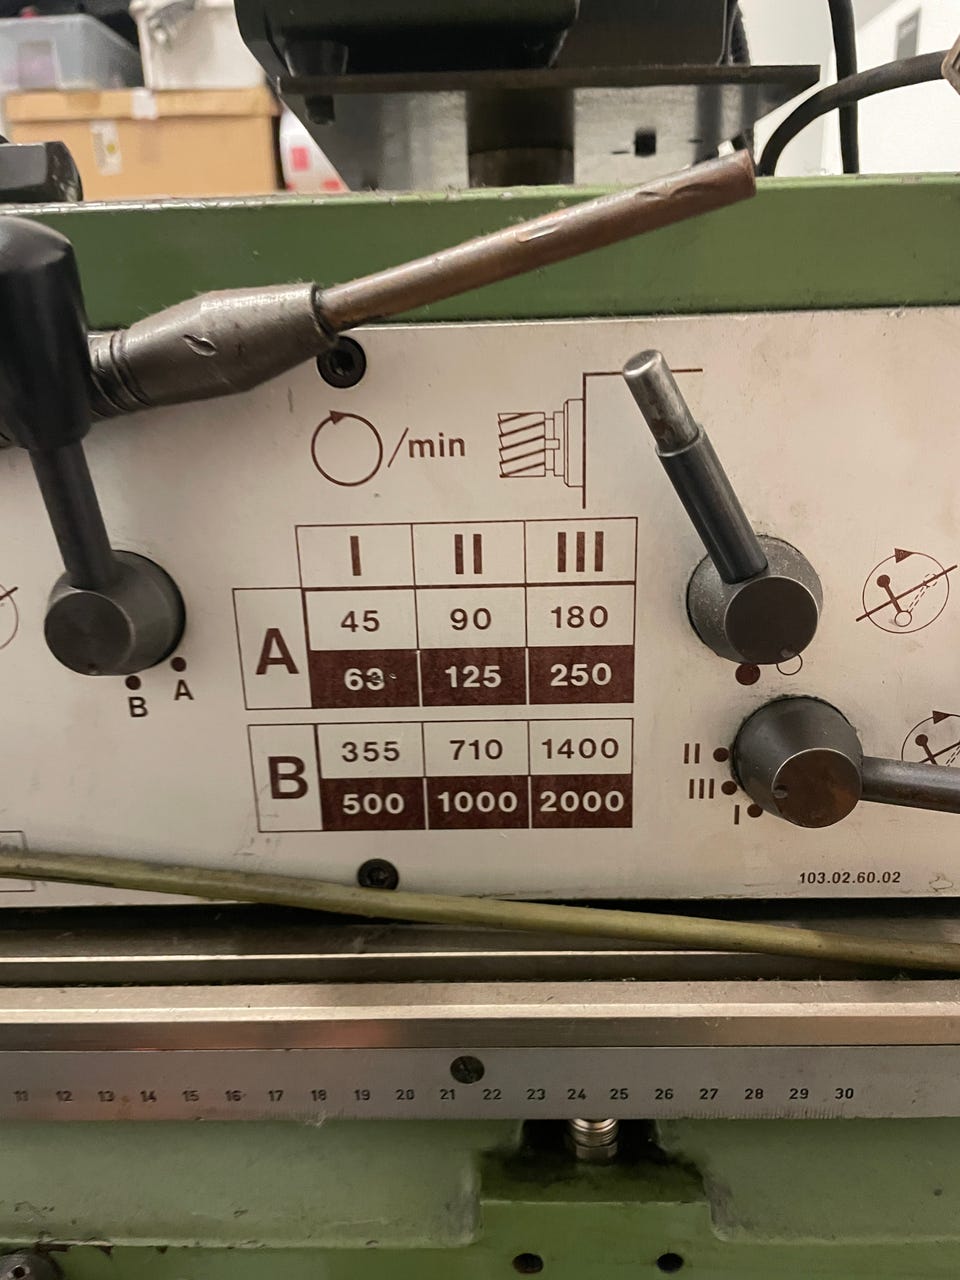 /min
I II III
A
45 90 180
63 125 250
B
355 710 1400
500 1000 2000
B A
II
III
I
103.02.60.02
11 12 13 14 15 16 17 18 19 20 21 22 23 24 25 26 27 28 29 30